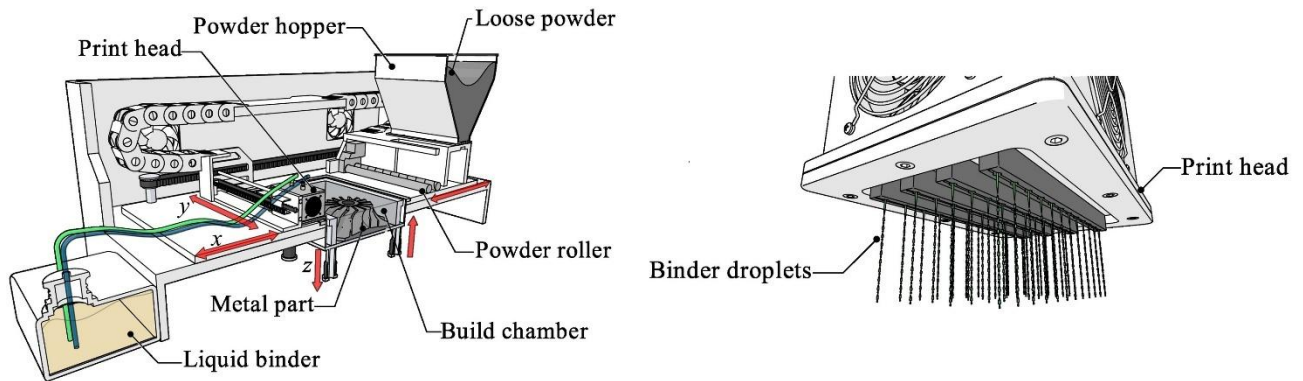 Loose powder
Powder hopper
Print head
y
x
z
Powder roller
Metal part
Build chamber
Liquid binder
Print head
Binder droplets